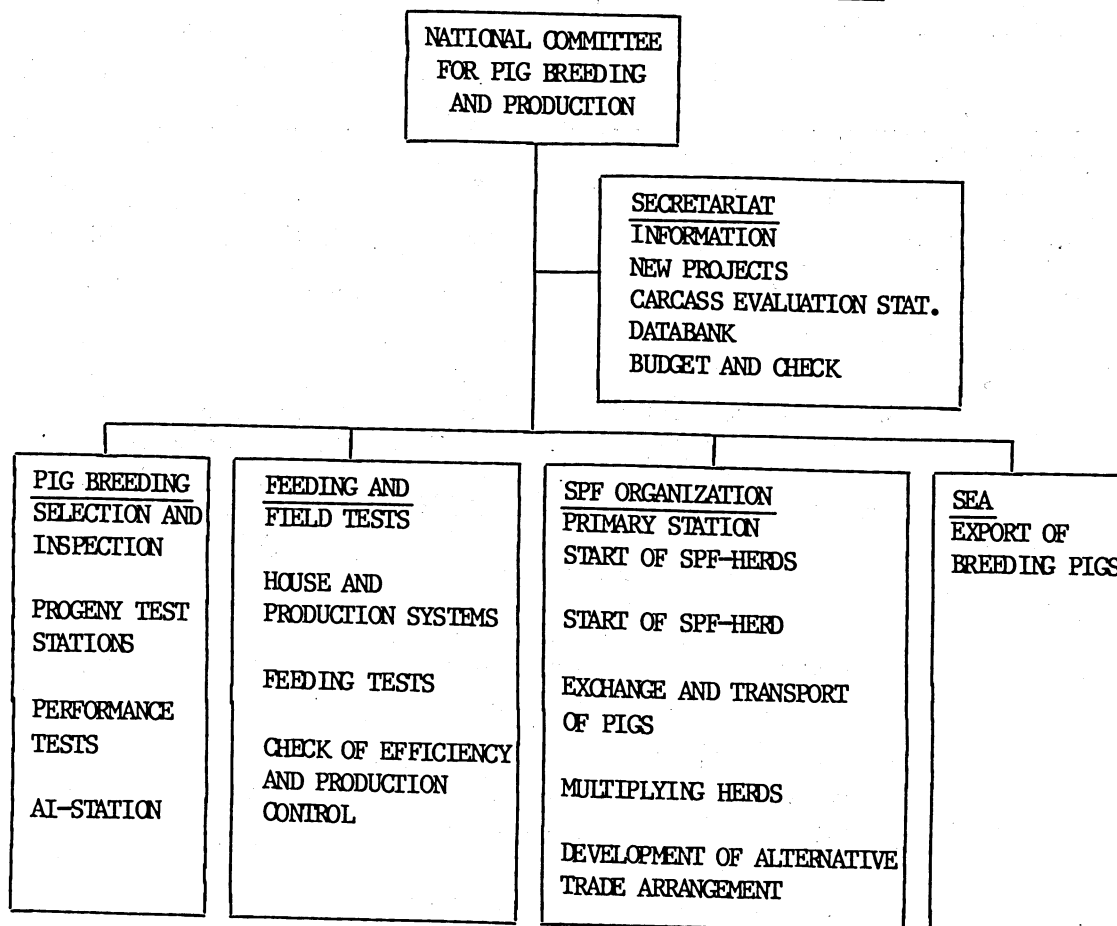 NATIONAL COMMITTEE
FOR PIG BREEDING
AND PRODUCTION
SECRETARIAT
INFORMATION
NEW PROJECTS
CARCASS EVALUATION STAT.
DATABANK
BUDGET AND CHECK
PIG BREEDING
SELECTION AND
INSPECTION
PROGENY TEST
STATIONS
PERFORMANCE
TESTS
AI-STATION
FEEDING AND
FIELD TESTS
HOUSE AND
PRODUCTION SYSTEMS
FEEDING TESTS
CHECK OF EFFICIENCY
AND PRODUCTION
CONTROL
SPF ORGANIZATION
PRIMARY STATION
START OF SPF-HERDS
START OF SPF-HERD
EXCHANGE AND TRANSPORT
OF PIGS
MULTIPLYING HERDS
DEVELOPMENT OF ALTERNATIVE
TRADE ARRANGEMENT
SEA
EXPORT OF
BREEDING PIGS